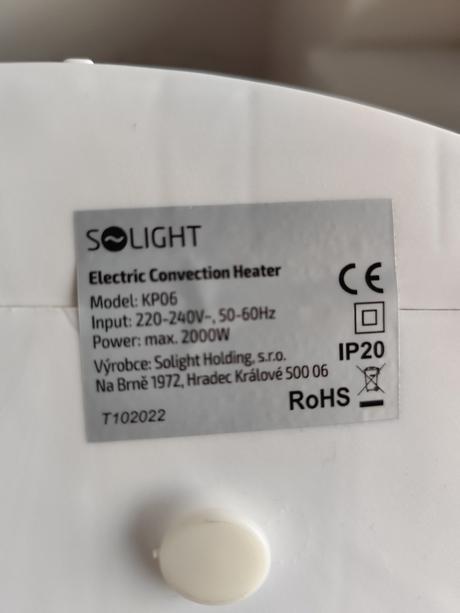 SOLIGHT
Electric Convection Heater
Model: KP06
Input: 220-240V~, 50-60Hz
Power: max. 2000W
Výrobce: Solight Holding, s.r.o.
Na Brně 1972, Hradec Králové 500 06
T102022
CE
IP20
RoHS